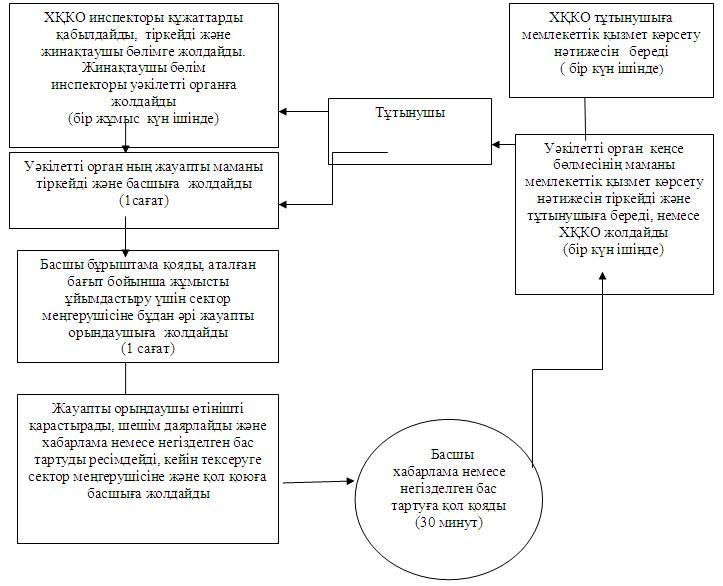 ХҚКО инспекторы құжаттарды
қабылдайды, тіркейді және
жинақтаушы бөлімге жолдайды.
Жинақтаушы бөлім
инспекторы уәкілетті органға
жолдайды
(бір жұмыс күн ішінде)
ХҚКО тұтынушыға
мемлекеттік қызмет көрсету
нәтижесін береді
( бір күн ішінде)
Тұтынушы
Уәкілетті орган ның жауапты маманы
тіркейді және басшыға жолдайды
(1сағат)
Уәкілетті орган кеңсе
бөлмесінің маманы
мемлекеттік қызмет көрсету
нәтижесін тіркейді және
тұтынушыға береді, немесе
ХҚКО жолдайды
(бір күн ішінде)
Басшы бұрыштама қояды, аталған
бағыт бойынша жұмысты
ұйымдастыру үшін сектор
меңгерушісіне бұдан әрі жауапты
орындаушыға жолдайды
(1 сағат)
Жауапты орындаушы өтінішті
қарастырады, шешім даярлайды және
хабарлама немесе негізделген бас
тартуды ресімдейді, кейін тексеруге
сектор меңгерушісіне және қол қоюға
басшыға жолдайды
Басшы
хабарлама немесе
негізделген бас
тартуға қол қояды
(30 минут)